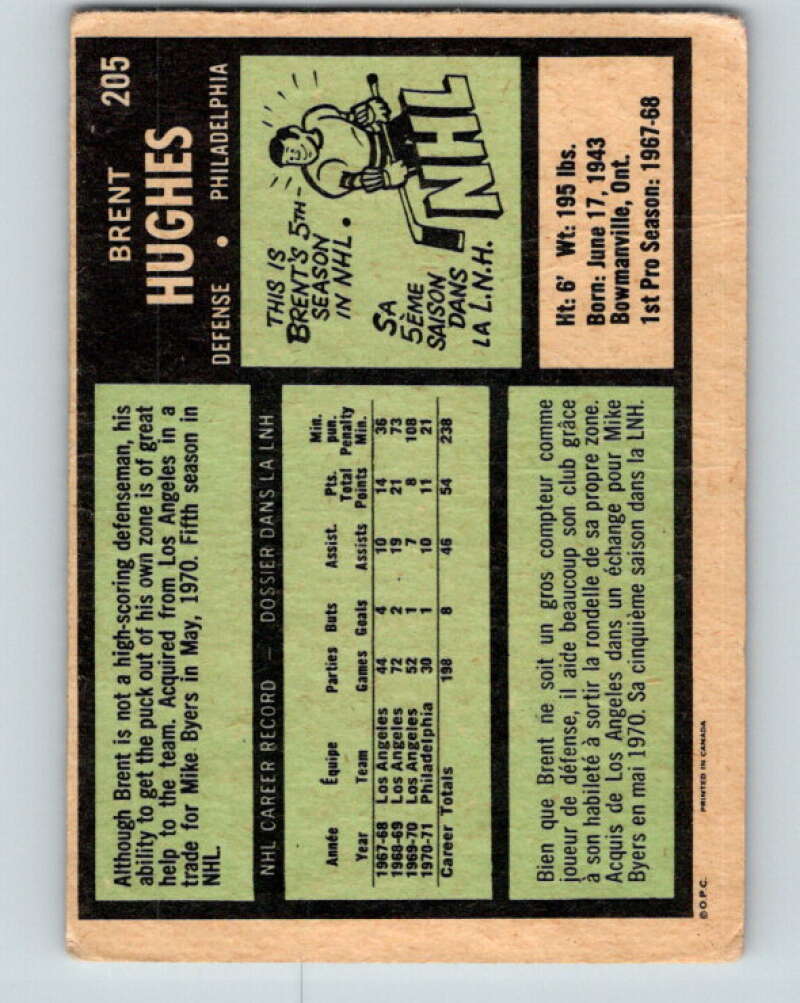 205
BRENT
HUGHES
DEFENSE • PHILADELPHIA
Although Brent is not a high-scoring defenseman, his
ability to get the puck out of his own zone is of great
help to the team. Acquired from Los Angeles in a
trade for Mike Byers in May, 1970. Fifth season in
NHL.
THIS IS
BRENT'S 5TH-
SEASON
IN NHL.
SA
5ÈME
SAISON
DANS
LA L.N.H.
NHL
NHL CAREER RECORD — DOSSIER DANS LA LNH
Année Équipe Parties Buts Assist. Pts. Total Min. pun. Penalty
Year Team Games Goals Assists Points Min.
1967-68 Los Angeles 44 4 10 14 36
1968-69 Los Angeles 72 2 19 21 73
1969-70 Los Angeles 52 1 7 8 108
1970-71 Philadelphia 30 1 10 11 21
Career Totals 198 8 46 54 238
Ht: 6' Wt: 195 lbs.
Born: June 17, 1943
Bowmanville, Ont.
1st Pro Season: 1967-68
Bien que Brent ne soit un gros compteur comme
joueur de défense, il aide beaucoup son club grâce
à son habileté à sortir la rondelle de sa propre zone.
Acquis de Los Angeles dans un échange pour Mike
Byers en mai 1970. Sa cinquième saison dans la LNH.
© O.P.C. PRINTED IN CANADA